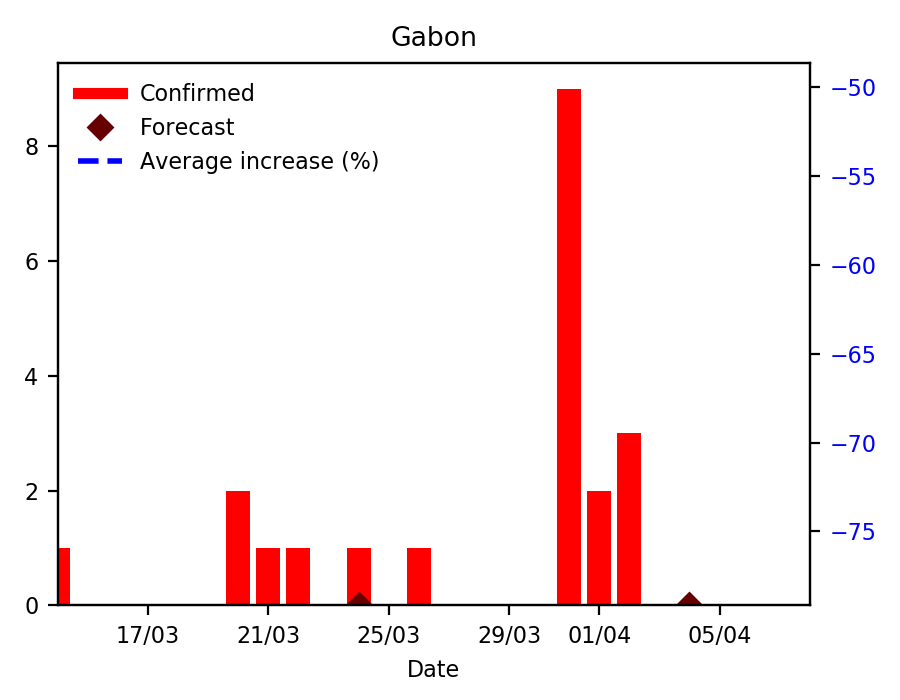 Gabon
Confirmed
Forecast
Average increase (%)
8
6
4
2
0
−50
−55
−60
−65
−70
−75
17/03 21/03 25/03 29/03 01/04 05/04
Date